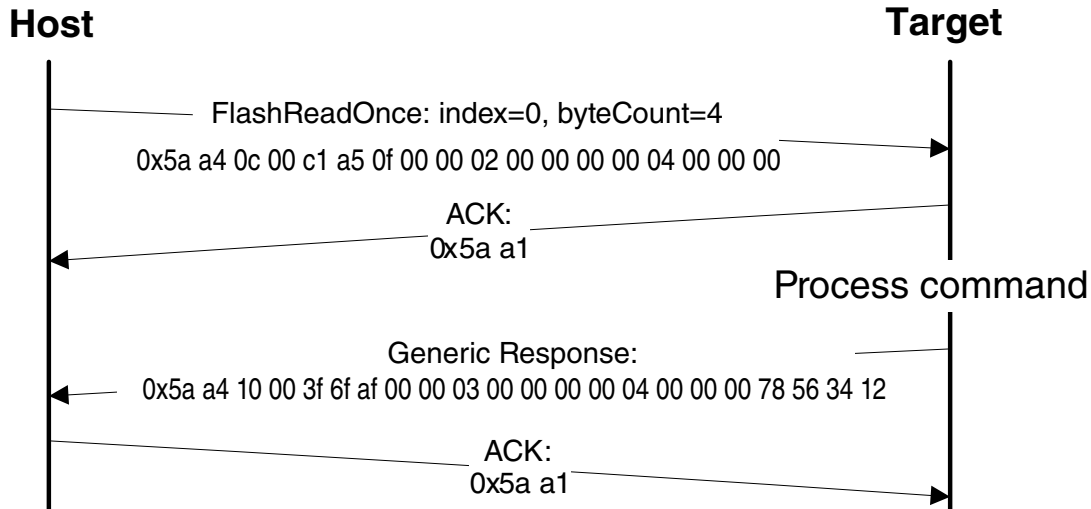 Host
Target
FlashReadOnce: index=0, byteCount=4
0x5a a4 0c 00 c1 a5 0f 00 00 02 00 00 00 00 04 00 00 00
ACK:
0x5a a1
Process command
Generic Response:
0x5a a4 10 00 3f 6f af 00 00 03 00 00 00 00 04 00 00 00 78 56 34 12
ACK:
0x5a a1